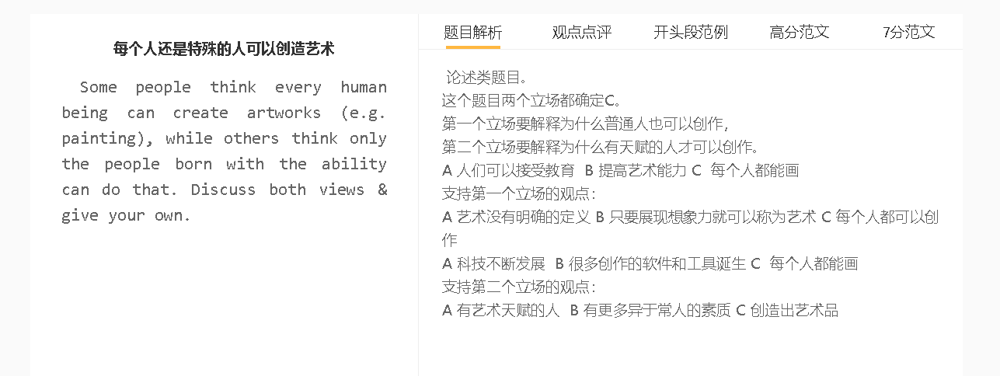 每个人还是特殊的人可以创造艺术
Some people think every human
being can create artworks (e.g.
painting), while others think only
the people born with the ability
can do that. Discuss both views &
give your own.
题目解析 观点点评 开头段范例 高分范文 7分范文
论述类题目。
这个题目两个立场都确定C。
第一个立场要解释为什么普通人也可以创作,
第二个立场要解释为什么有天赋的人才可以创作。
A 人们可以接受教育 B 提高艺术能力 C 每个人都能画
支持第一个立场的观点:
A 艺术没有明确的定义 B 只要展现想象力就可以称为艺术 C 每个人都可以创
作
A 科技不断发展 B 很多创作的软件和工具诞生 C 每个人都能画
支持第二个立场的观点:
A 有艺术天赋的人 B 有更多异于常人的素质 C 创造出艺术品